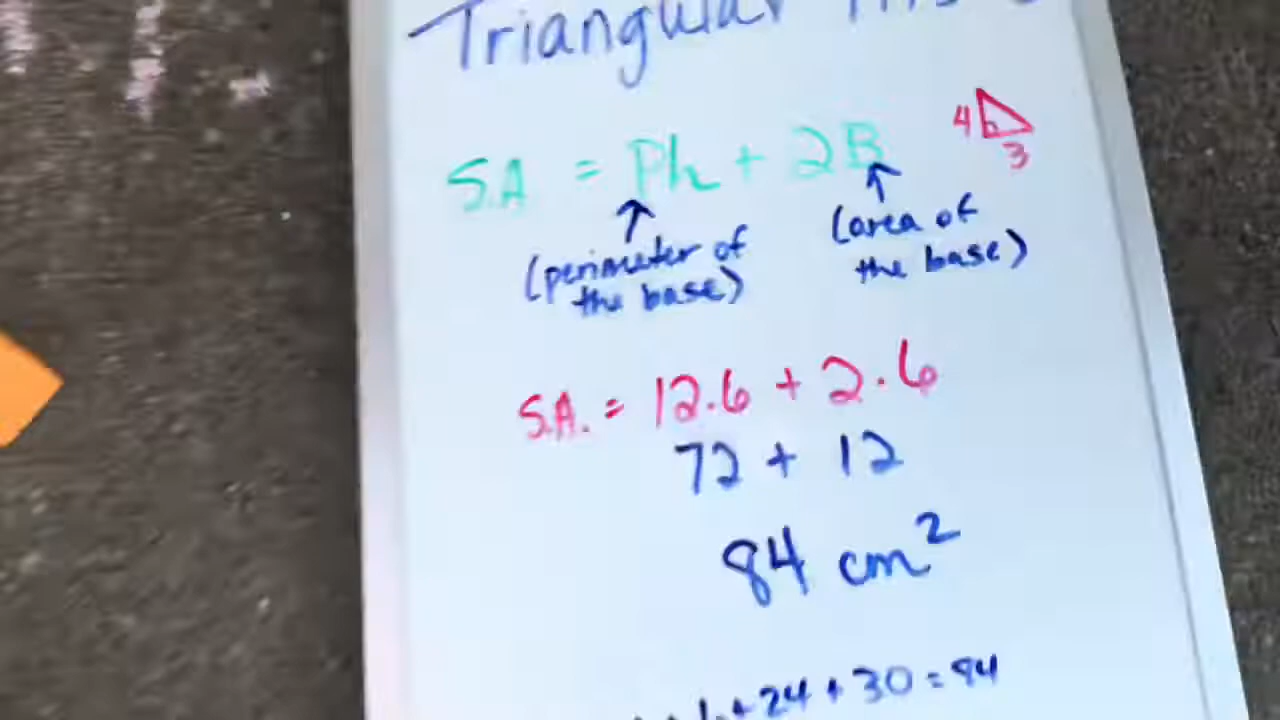 Triangular
S.A = Ph + 2B
4
3
(perimeter of
the base)
(area of
the base)
S.A. = 12.6 + 2.6
72 + 12
84 cm²
+24 + 30 = 84